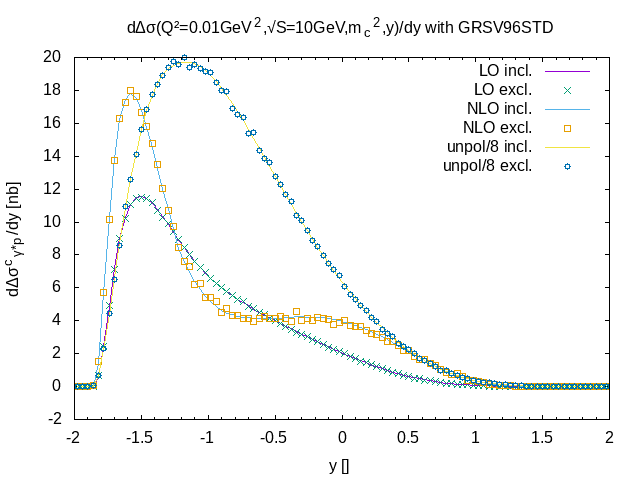 dΔσ(Q²=0.01GeV²,√S=10GeV,m_c²,y)/dy with GRSV96STD
20
18
16
14
12
10
8
6
4
2
0
-2
dΔσ^c_γ*p/dy [nb]
LO incl.
LO excl.
NLO incl.
NLO excl.
unpol/8 incl.
unpol/8 excl.
-2 -1.5 -1 -0.5 0 0.5 1 1.5 2
y []